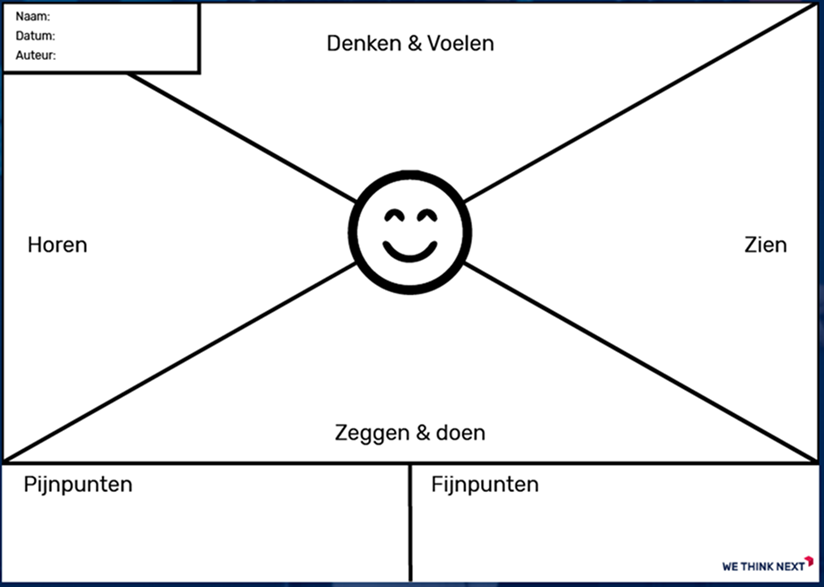 Naam:
Datum:
Auteur:
Denken & Voelen
Horen
Zien
Zeggen & doen
Pijnpunten
Fijnpunten
WE THINK NEXT